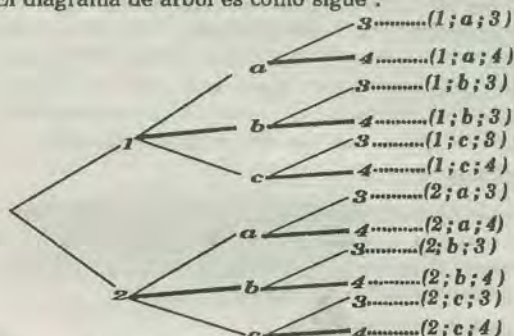 El diagrama de árbol es como sigue :
3..........(1 ; a ; 3)
a
4..........(1 ; a ; 4)
3..........(1 ; b ; 3)
1 b
4..........(1 ; b ; 3)
3..........(1 ; c ; 3)
c
4..........(1 ; c ; 4)
3..........(2 ; a ; 3)
a
4..........(2 ; a ; 4)
3..........(2; b ; 3)
2 b
4..........(2 ; b ; 4)
3..........(2 ; c ; 3)
c
4..........(2 ; c ; 4)